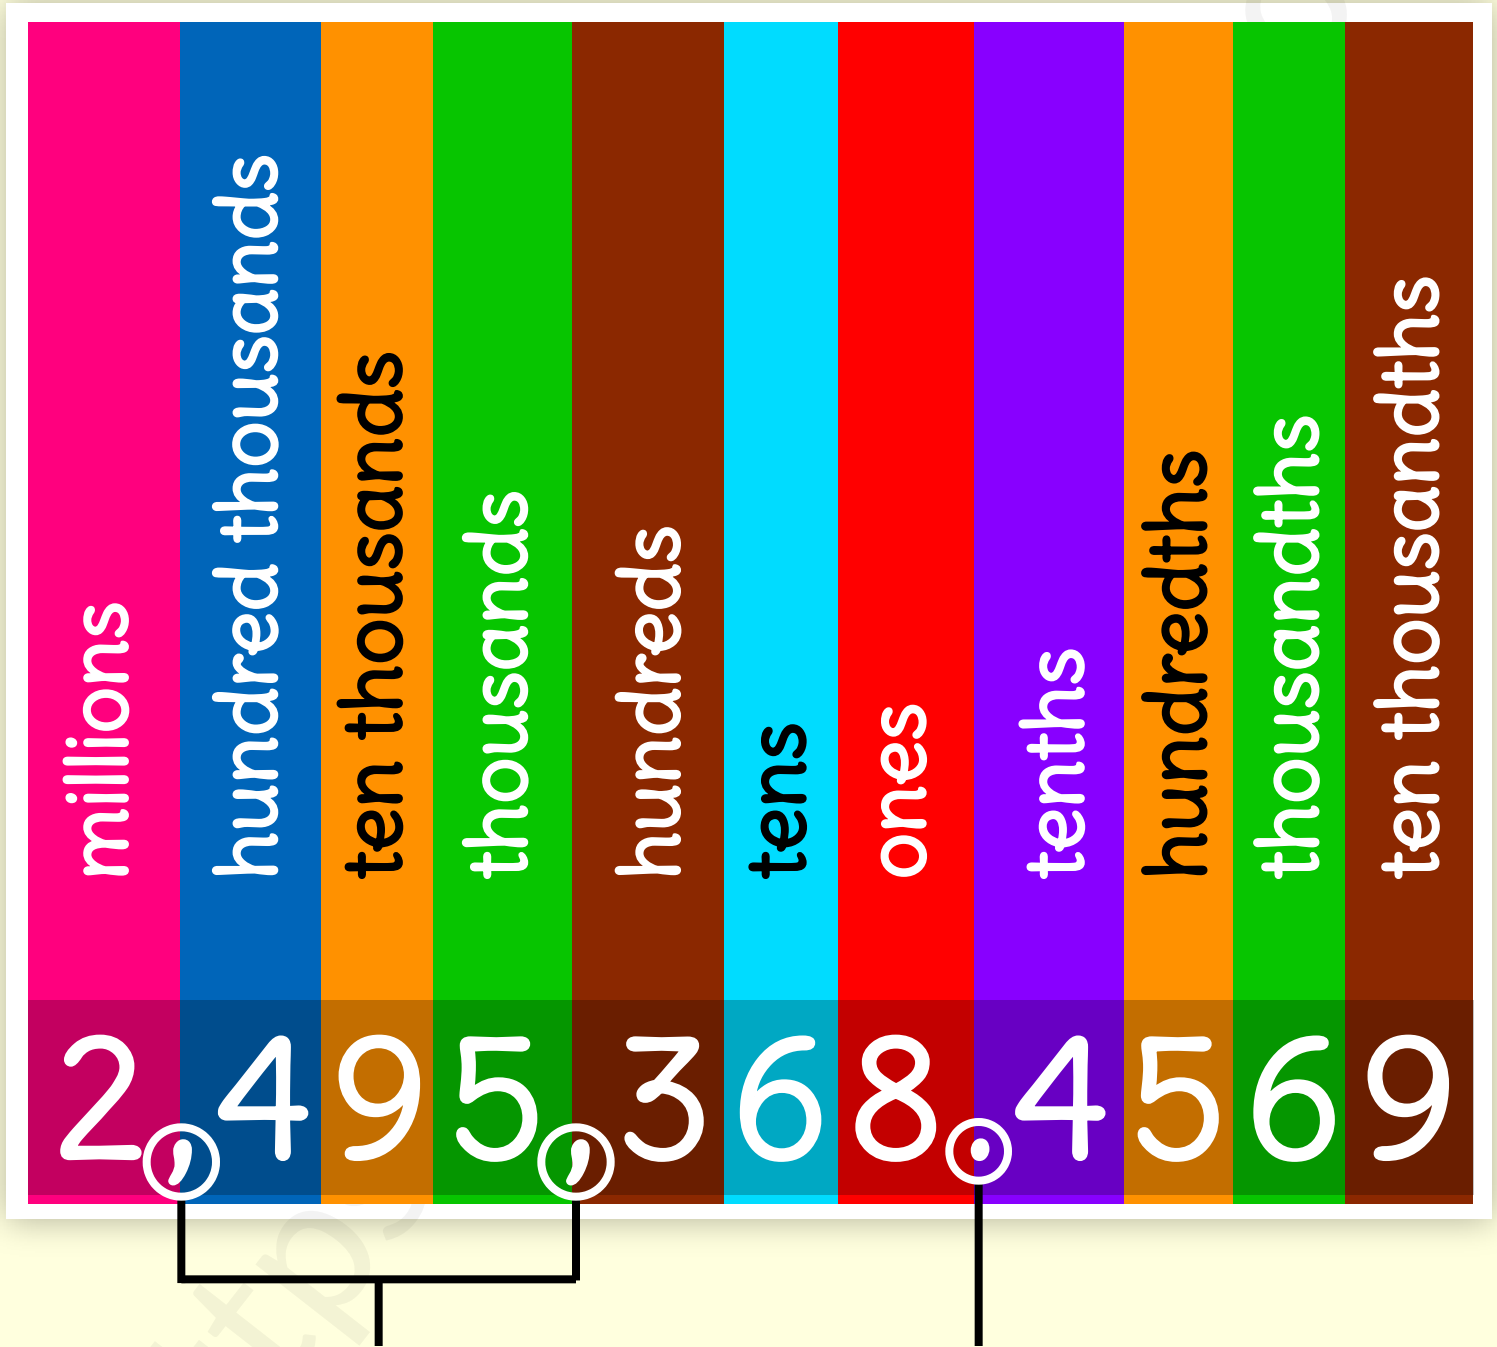 millions
hundred thousands
ten thousands
thousands
hundreds
tens
ones
tenths
hundredths
thousandths
ten thousandths
2,495,368.4569